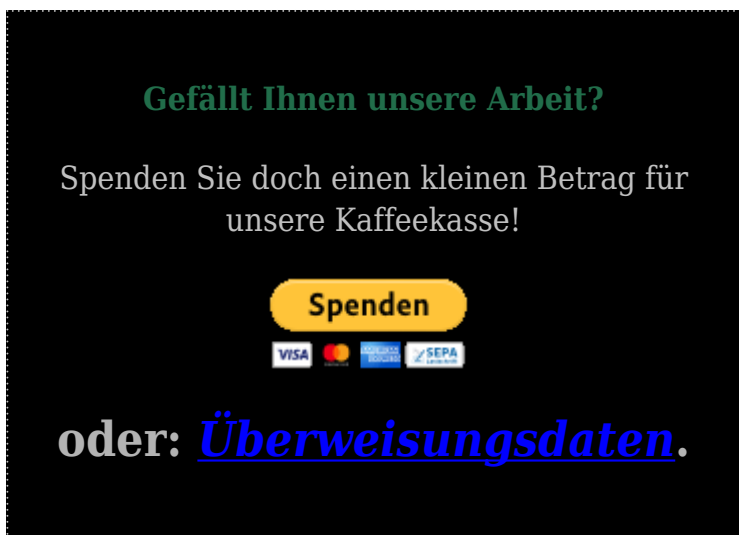 Gefällt Ihnen unsere Arbeit?
Spenden Sie doch einen kleinen Betrag für
unsere Kaffeekasse!
Spenden
VISA SEPA
oder: Überweisungsdaten.